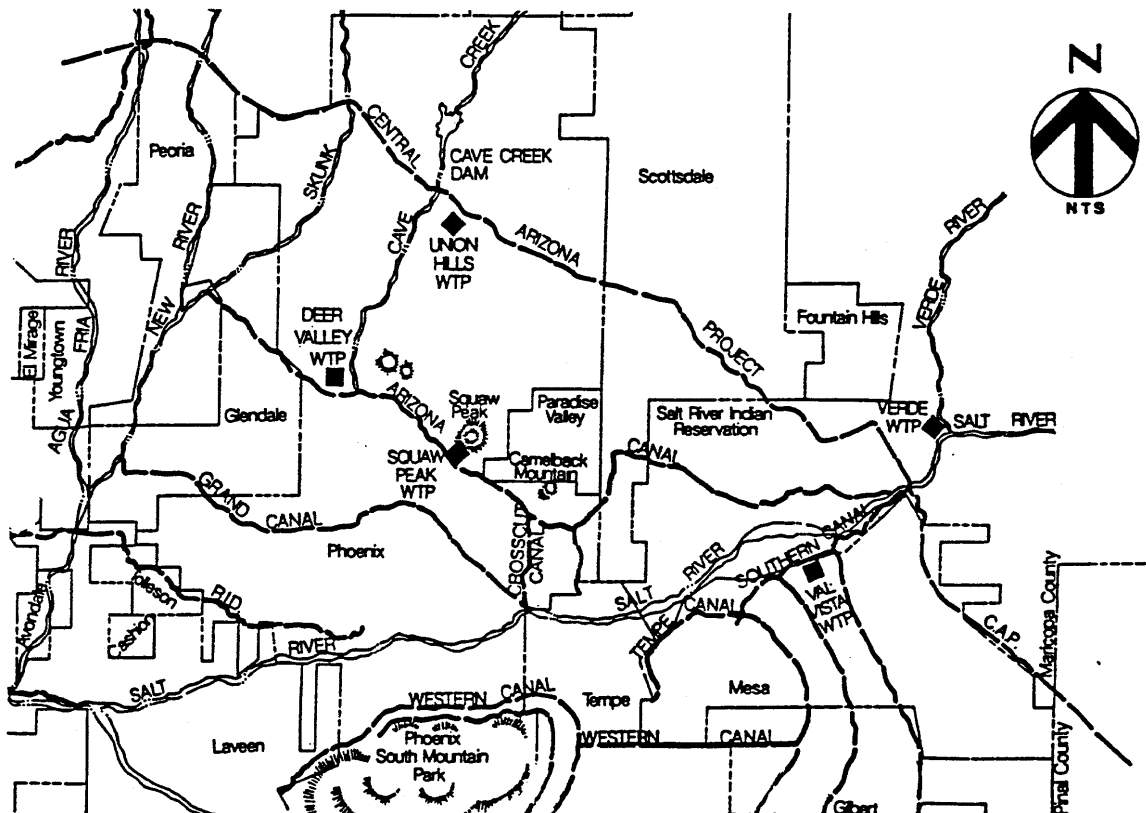 N
NTS
CREEK
CENTRAL
CAVE CREEK
DAM
Peoria
SKUNK
Scottsdale
RIVER
RIVER
RIVER
CAVE
UNION
HILLS
WTP
ARIZONA
VERDE
El Mirage
Youngtown
FRIA
AGUA
NEW
DEER
VALLEY
WTP
PROJECT
Fountain Hills
Glendale
ARIZONA
Squaw
Peak
Paradise
Valley
Salt River Indian
Reservation
VERDE
WTP
SALT RIVER
SQUAW
PEAK
WTP
Camelback
Mountain
CANAL
GRAND
CANAL
Phoenix
CROSSCUT
CANAL
RIVER
SOUTHERN CANAL
VAL
VISTA
WTP
SALT
CANAL
TEMPE
Avondale
Tolleson
Cashion
R.I.D.
RIVER
SALT
C.A.P.
Maricopa County
Pinal County
WESTERN CANAL
Tempe
Mesa
Laveen
Phoenix
South Mountain
Park
WESTERN CANAL
Gilbert